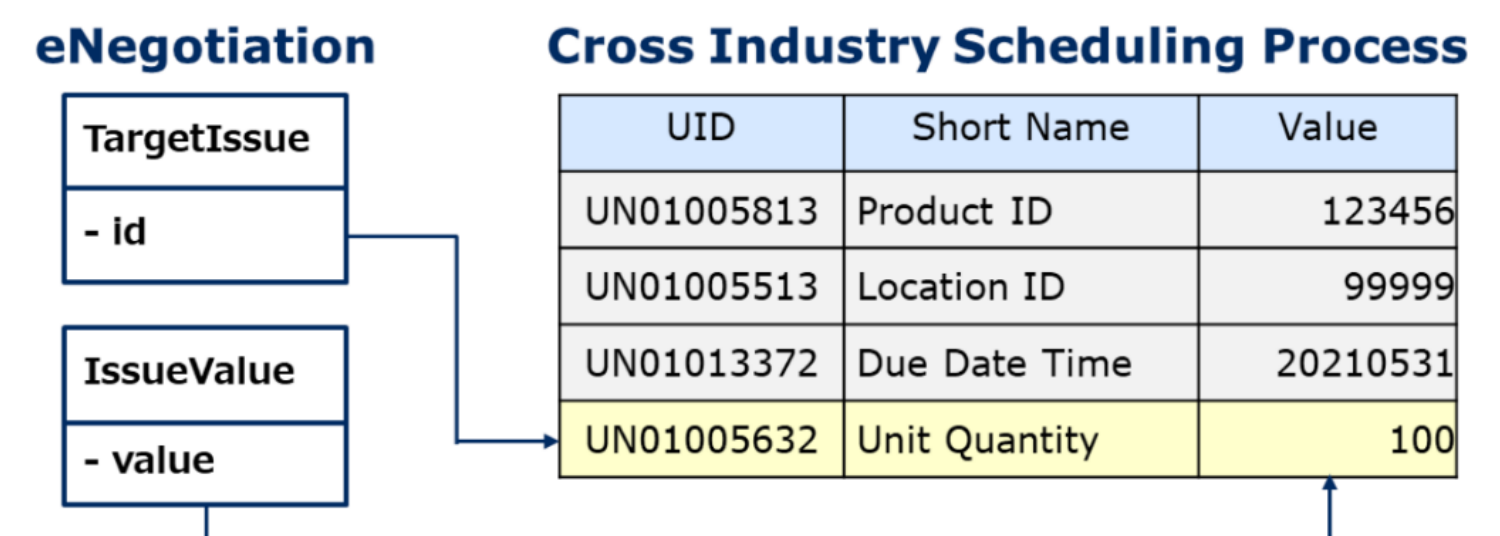 eNegotiation
Cross Industry Scheduling Process
TargetIssue
- id
IssueValue
- value
UID Short Name Value
UN01005813 Product ID 123456
UN01005513 Location ID 99999
UN01013372 Due Date Time 20210531
UN01005632 Unit Quantity 100